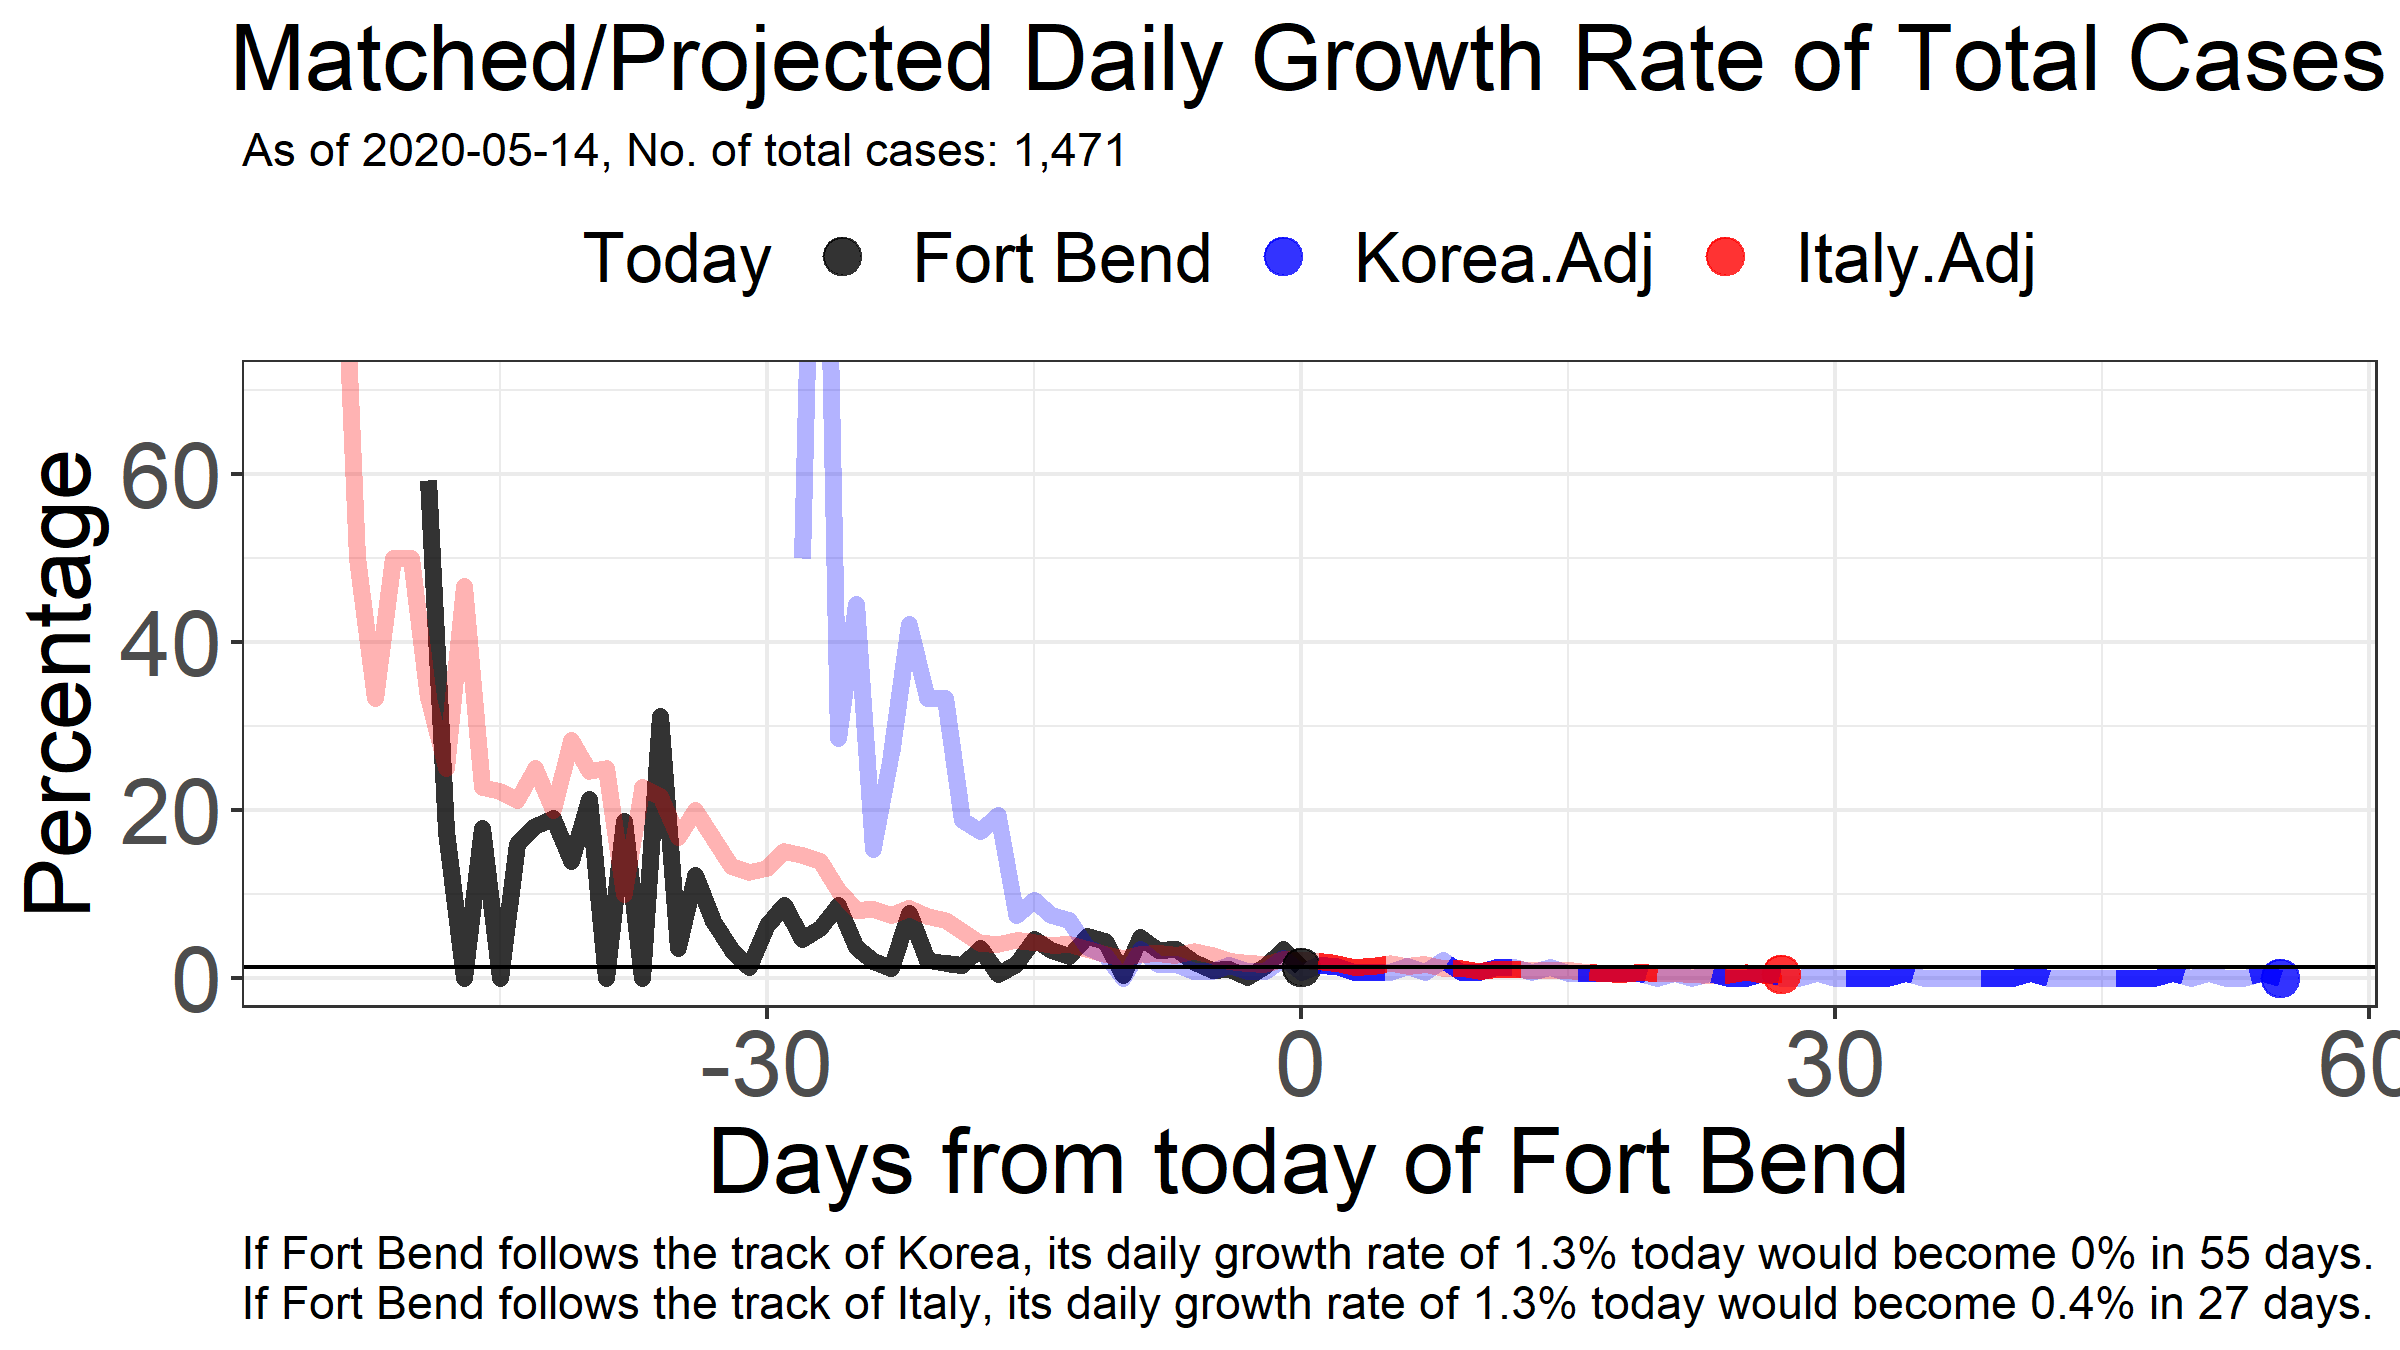 Matched/Projected Daily Growth Rate of Total Cases
As of 2020-05-14, No. of total cases: 1,471
Today Fort Bend Korea.Adj Italy.Adj
Percentage
60
40
20
0
-30 0 30 60
Days from today of Fort Bend
If Fort Bend follows the track of Korea, its daily growth rate of 1.3% today would become 0% in 55 days.
If Fort Bend follows the track of Italy, its daily growth rate of 1.3% today would become 0.4% in 27 days.